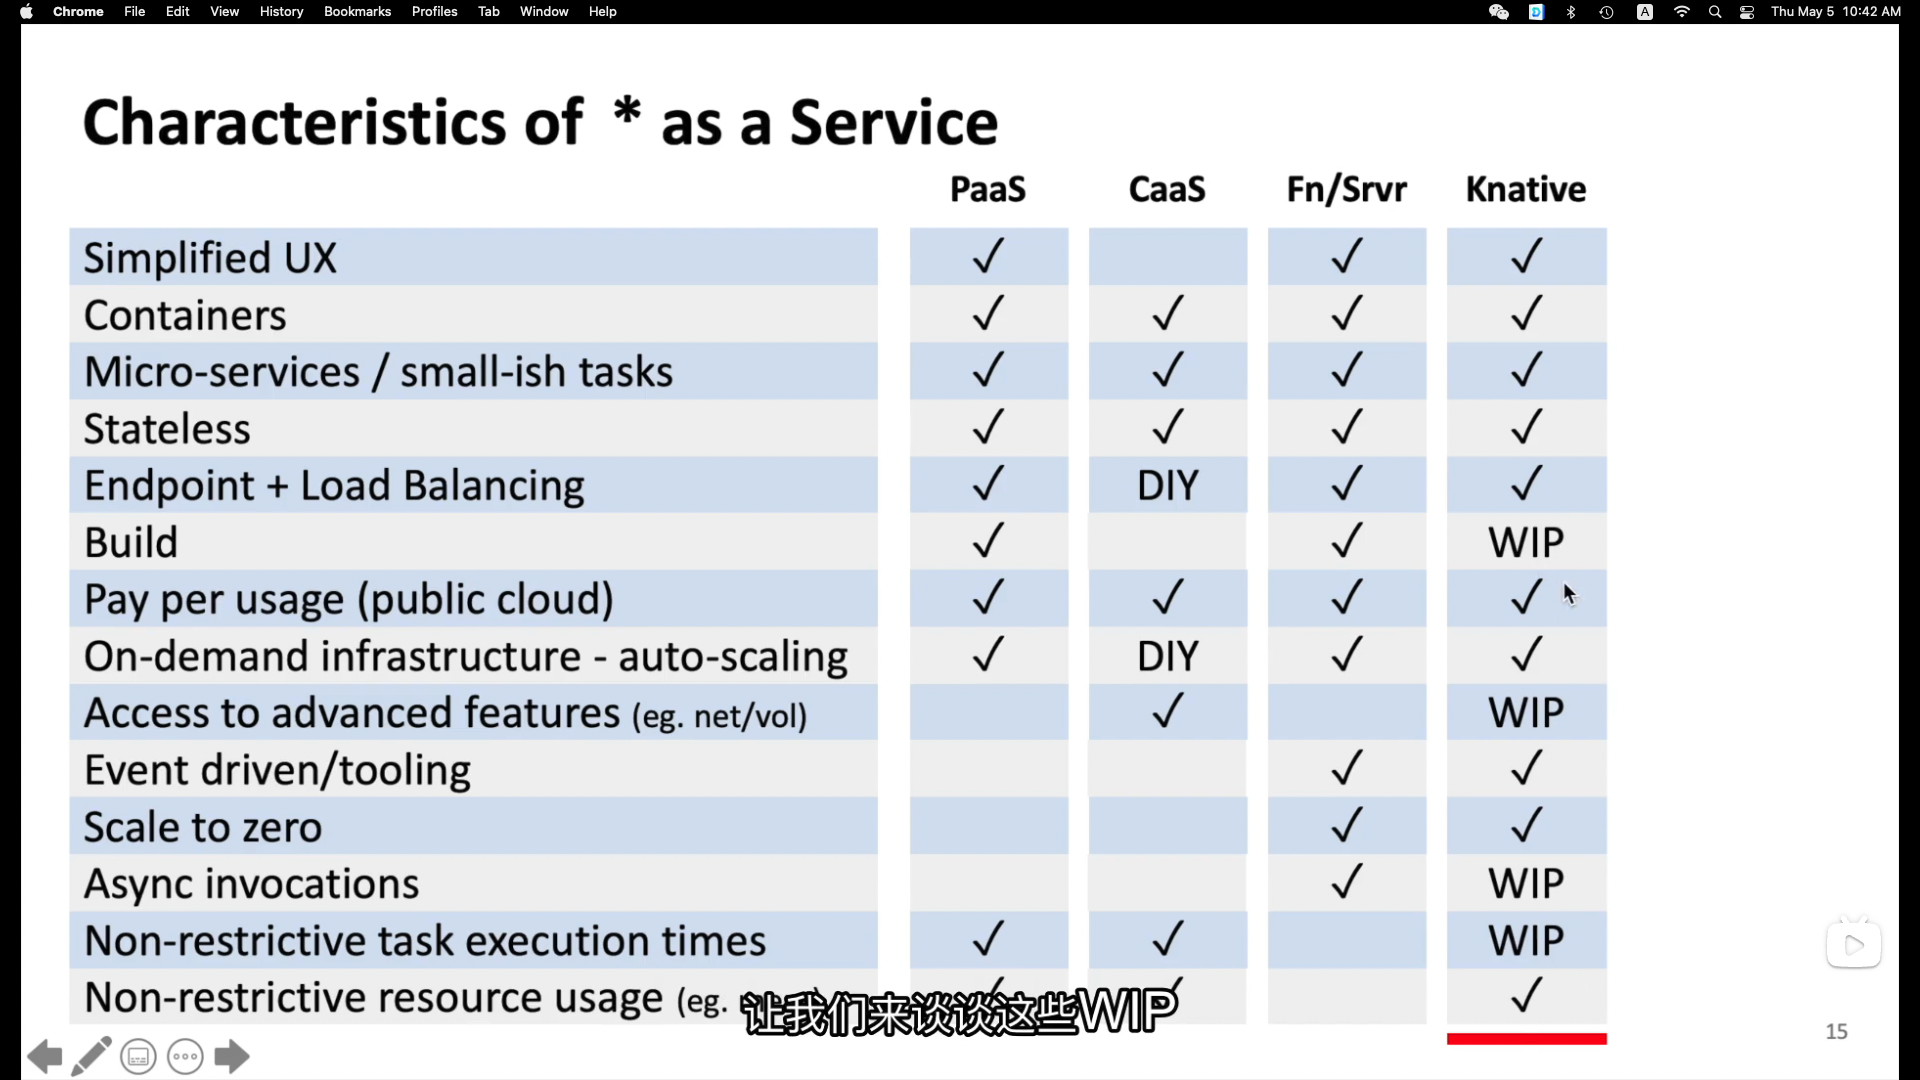 Chrome File Edit View History Bookmarks Profiles Tab Window Help A Thu May 5 10:42 AM
Characteristics of * as a Service
PaaS CaaS Fn/Srvr Knative
Simplified UX ✓ ✓ ✓
Containers ✓ ✓ ✓ ✓
Micro-services / small-ish tasks ✓ ✓ ✓ ✓
Stateless ✓ ✓ ✓ ✓
Endpoint + Load Balancing ✓ DIY ✓ ✓
Build ✓ ✓ WIP
Pay per usage (public cloud) ✓ ✓ ✓ ✓
On-demand infrastructure - auto-scaling ✓ DIY ✓ ✓
Access to advanced features (eg. net/vol) ✓ WIP
Event driven/tooling ✓ ✓
Scale to zero ✓ ✓
Async invocations ✓ WIP
Non-restrictive task execution times ✓ ✓ WIP
Non-restrictive resource usage (eg. ✓ ✓ ✓
让我们来谈谈这些WIP
15